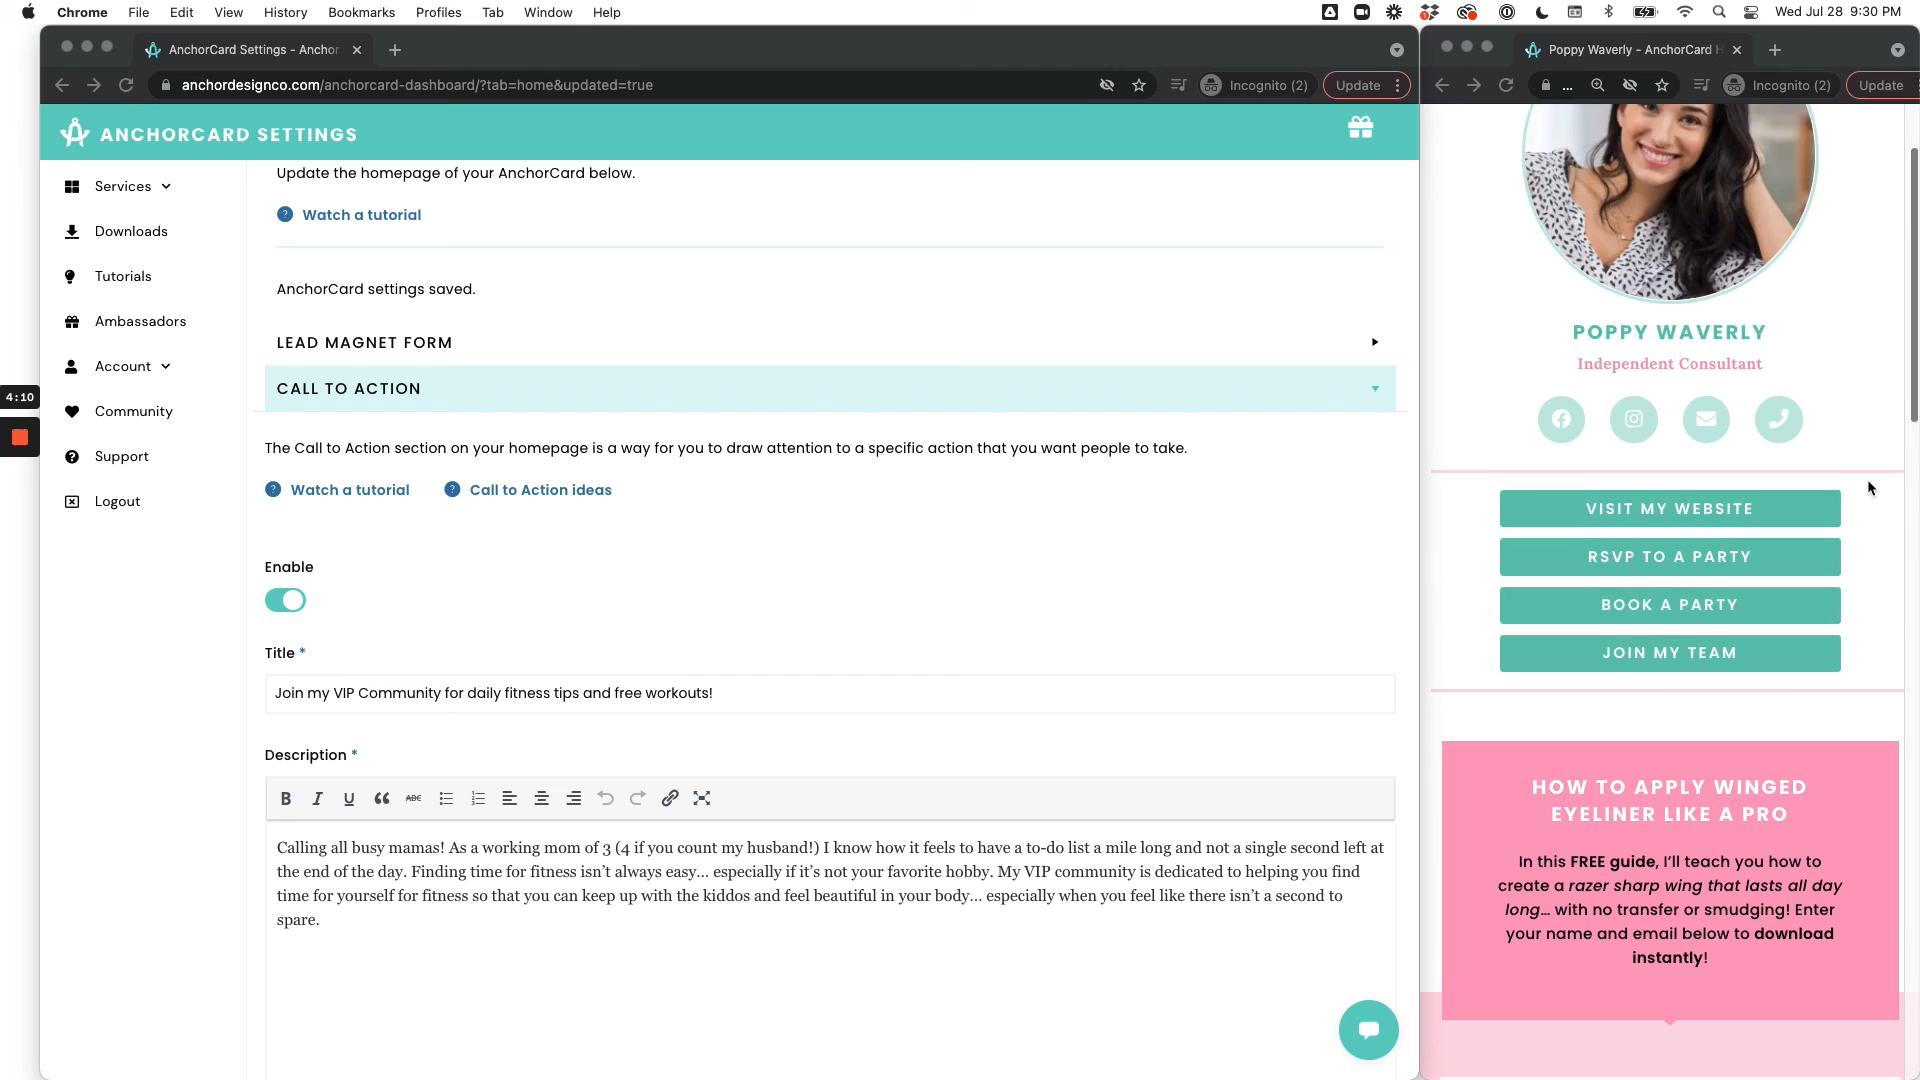 Chrome File Edit View History Bookmarks Profiles Tab Window Help
Wed Jul 28 9:30 PM
AnchorCard Settings - Anchor
anchordesignco.com/anchorcard-dashboard/?tab=home&updated=true
Incognito (2)
Update
ANCHORCARD SETTINGS
Services
Downloads
Tutorials
Ambassadors
Account
Community
Support
Logout
4:10
Update the homepage of your AnchorCard below.
? Watch a tutorial
AnchorCard settings saved.
LEAD MAGNET FORM
CALL TO ACTION
The Call to Action section on your homepage is a way for you to draw attention to a specific action that you want people to take.
? Watch a tutorial ? Call to Action ideas
Enable
Title *
Join my VIP Community for daily fitness tips and free workouts!
Description *
B I U ABC
Calling all busy mamas! As a working mom of 3 (4 if you count my husband!) I know how it feels to have a to-do list a mile long and not a single second left at
the end of the day. Finding time for fitness isn't always easy... especially if it's not your favorite hobby. My VIP community is dedicated to helping you find
time for yourself for fitness so that you can keep up with the kiddos and feel beautiful in your body... especially when you feel like there isn't a second to
spare.
Poppy Waverly - AnchorCard H
...
Incognito (2)
Update
POPPY WAVERLY
Independent Consultant
VISIT MY WEBSITE
RSVP TO A PARTY
BOOK A PARTY
JOIN MY TEAM
HOW TO APPLY WINGED
EYELINER LIKE A PRO
In this FREE guide, I'll teach you how to
create a razer sharp wing that lasts all day
long... with no transfer or smudging! Enter
your name and email below to download
instantly!